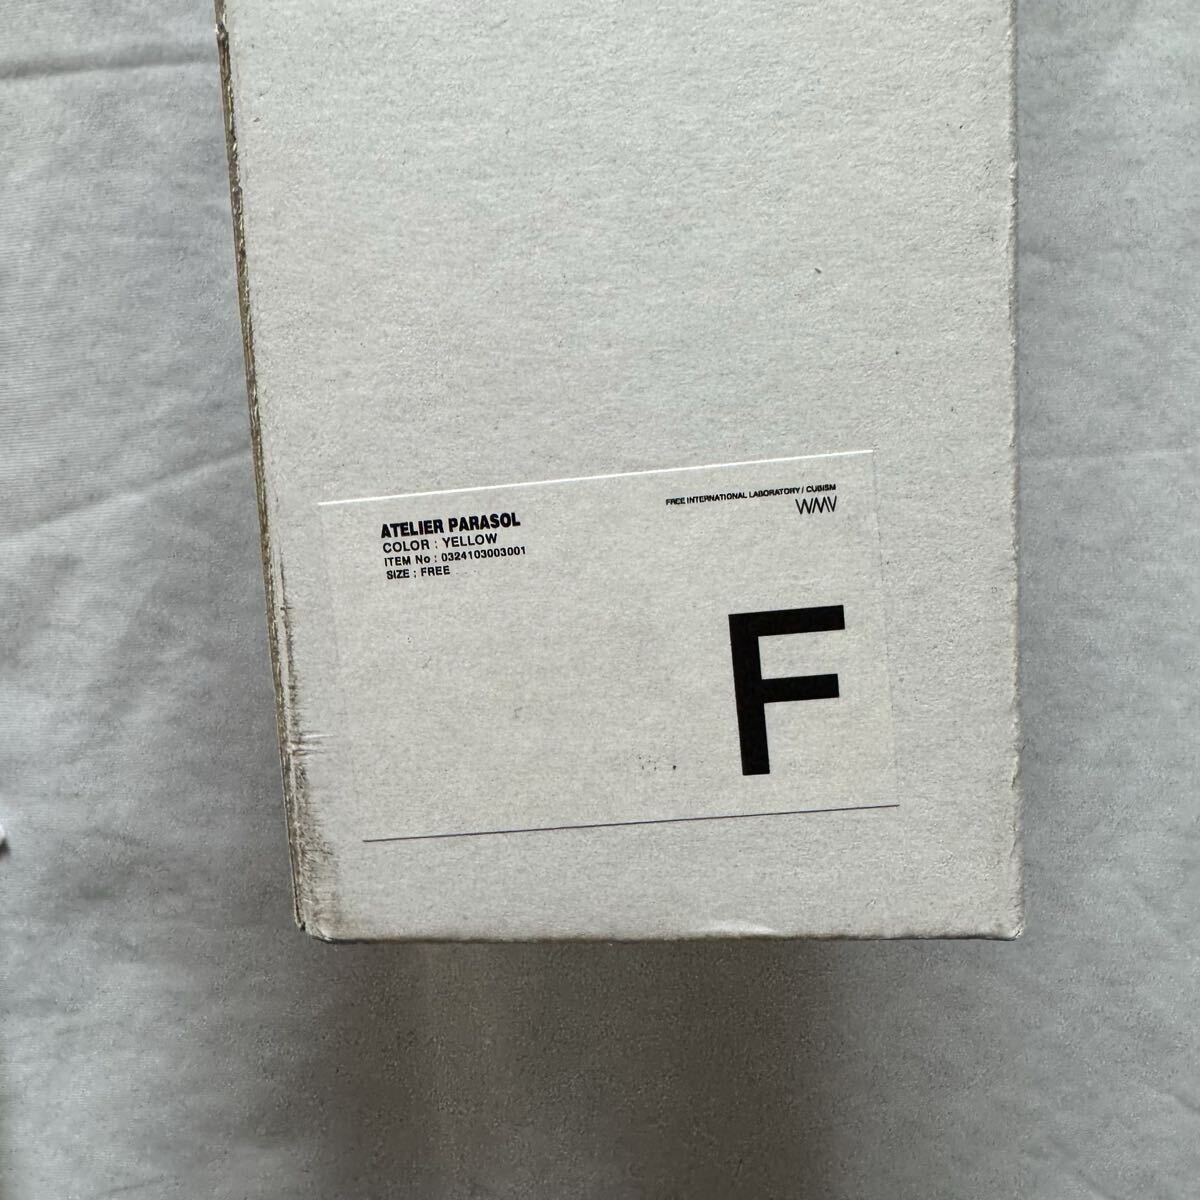 ATELIER PARASOL
COLOR : YELLOW
ITEM No : 0324103003001
SIZE : FREE
FREE INTERNATIONAL LABORATORY / CUBISM
WMV
F